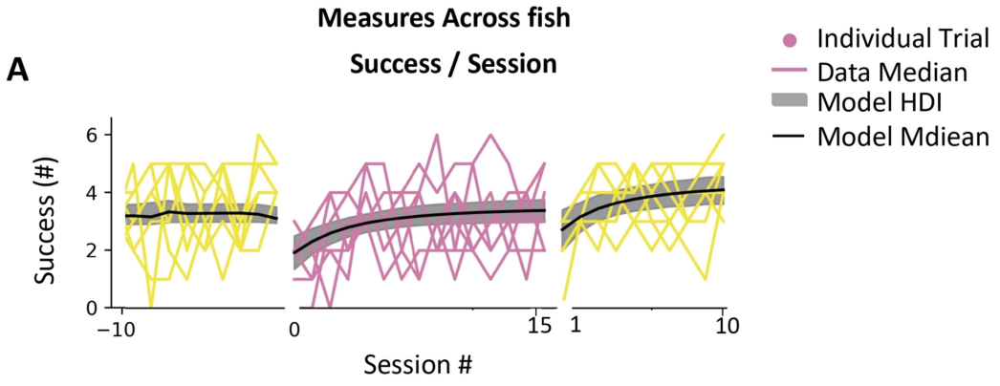 Measures Across fish
Success / Session
A
Individual Trial
Data Median
Model HDI
Model Mdiean
Success (#)
6
4
2
0
−10
0
15
1
10
Session #